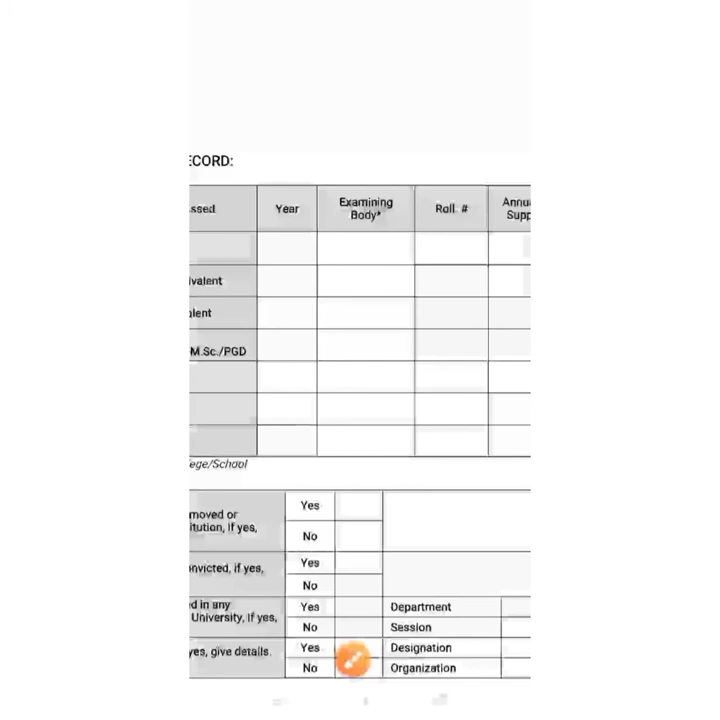 ECORD:
ssed Year Examining Body* Roll # Annu Supp
ivalent
alent
M.Sc./PGD
ege/School
moved or
itution, if yes,
Yes
No
onvicted, if yes,
Yes
No
d in any
University, if yes,
Yes Department
No Session
yes, give details.
Yes Designation
No Organization